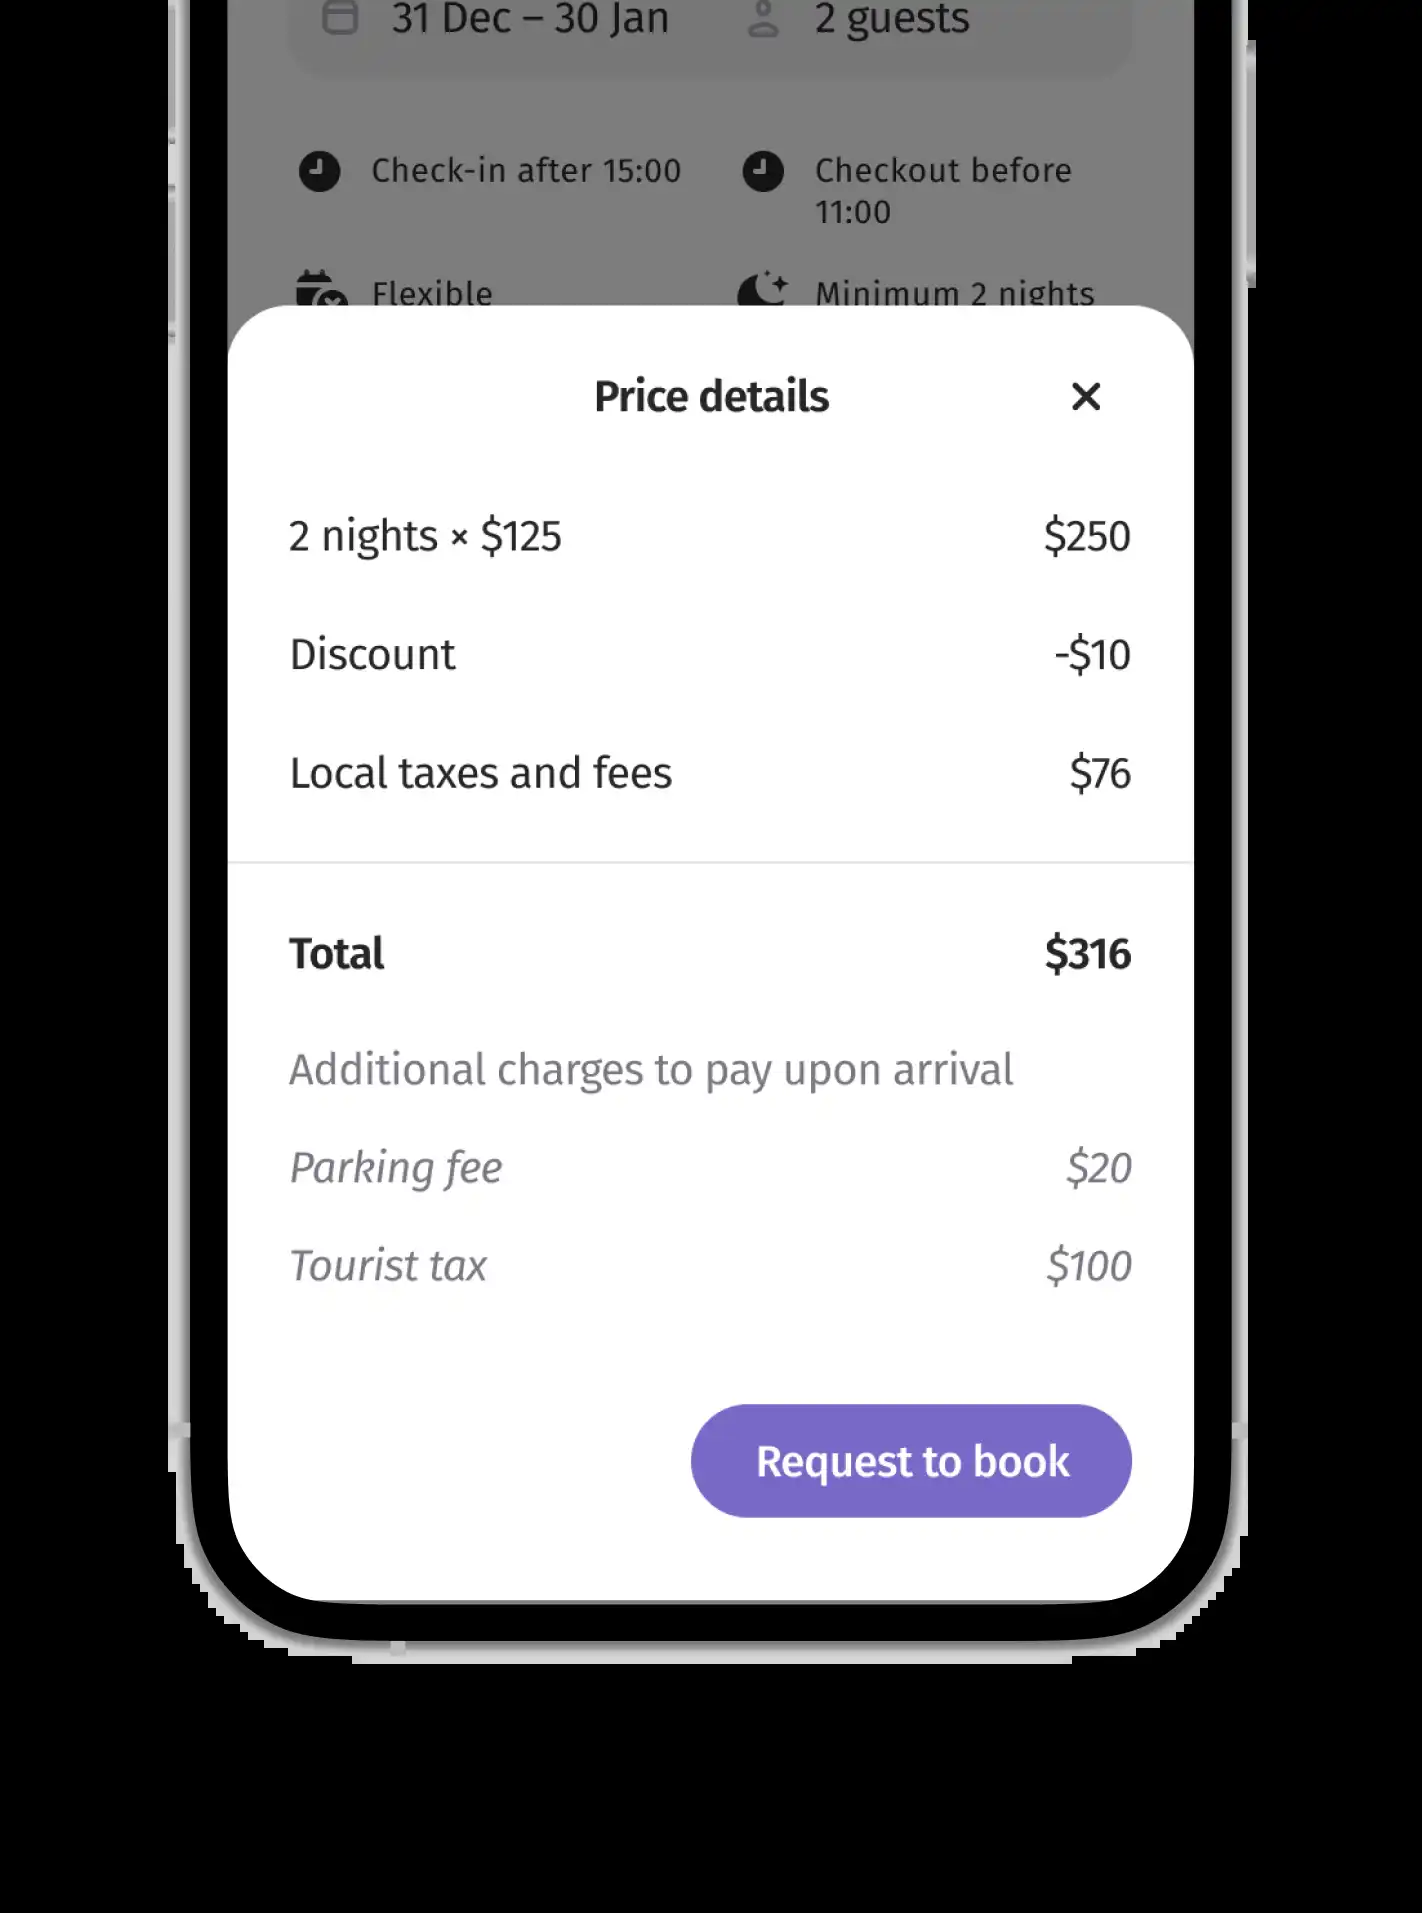 31 Dec – 30 Jan
2 guests
Check-in after 15:00
Checkout before
11:00
Flexible
Minimum 2 nights
Price details
2 nights × $125 $250
Discount -$10
Local taxes and fees $76
Total $316
Additional charges to pay upon arrival
Parking fee $20
Tourist tax $100
Request to book